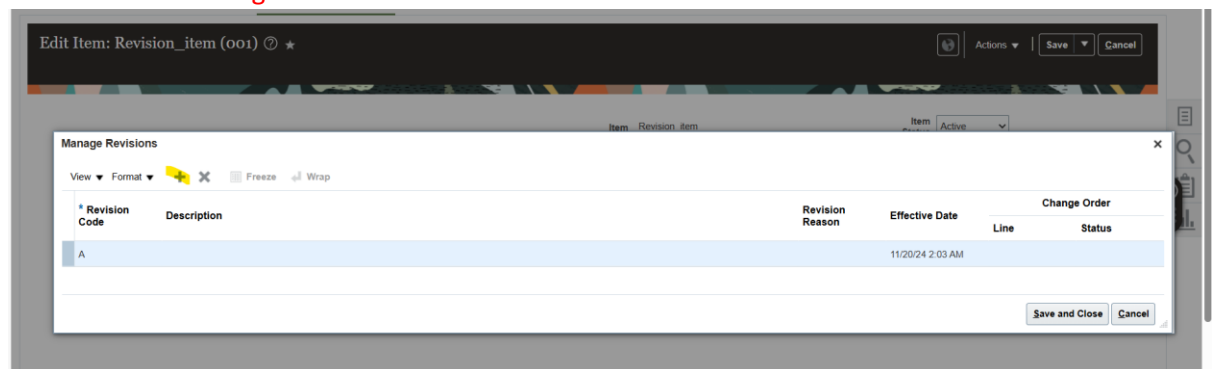 g
Edit Item: Revision_item (001) ? ★
Actions ▼ | Save ▼ Cancel
Item Revision item
Item
Status Active
Manage Revisions ×
View ▼ Format ▼ Freeze Wrap
* Revision Code Description Revision Reason Effective Date Change Order
Line Status
A 11/20/24 2:03 AM
Save and Close Cancel